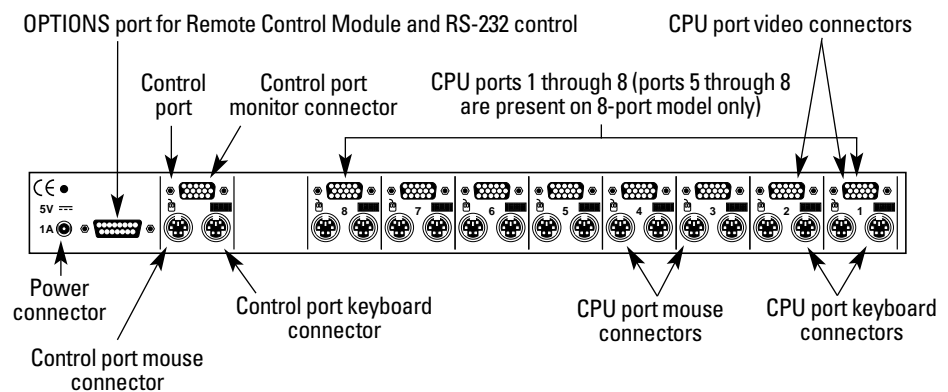 OPTIONS port for Remote Control Module and RS-232 control
CPU port video connectors
Control
port
Control port
monitor connector
CPU ports 1 through 8 (ports 5 through 8
are present on 8-port model only)
CE
5V
1A
8
7
6
5
4
3
2
1
Power
connector
Control port mouse
connector
Control port keyboard
connector
CPU port mouse
connectors
CPU port keyboard
connectors